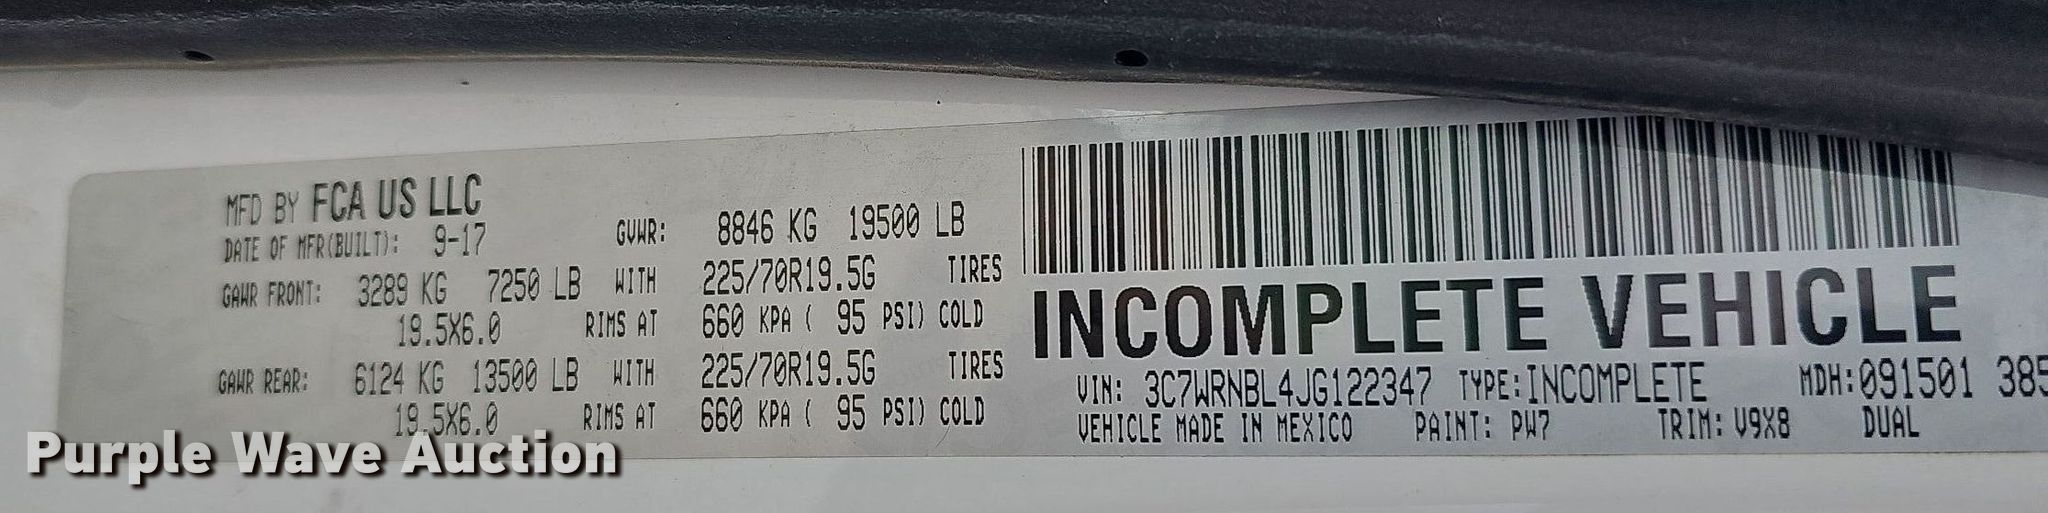 MFD BY FCA US LLC
DATE OF MFR(BUILT): 9-17 GVWR: 8846 KG 19500 LB
GAWR FRONT: 3289 KG 7250 LB WITH 225/70R19.5G TIRES
19.5X6.0 RIMS AT 660 KPA ( 95 PSI) COLD
GAWR REAR: 6124 KG 13500 LB WITH 225/70R19.5G TIRES
19.5X6.0 RIMS AT 660 KPA ( 95 PSI) COLD
INCOMPLETE VEHICLE
VIN: 3C7WRNBL4JG122347 TYPE: INCOMPLETE MDH: 091501 385
VEHICLE MADE IN MEXICO PAINT: PW7 TRIM: V9X8 DUAL
Purple Wave Auction